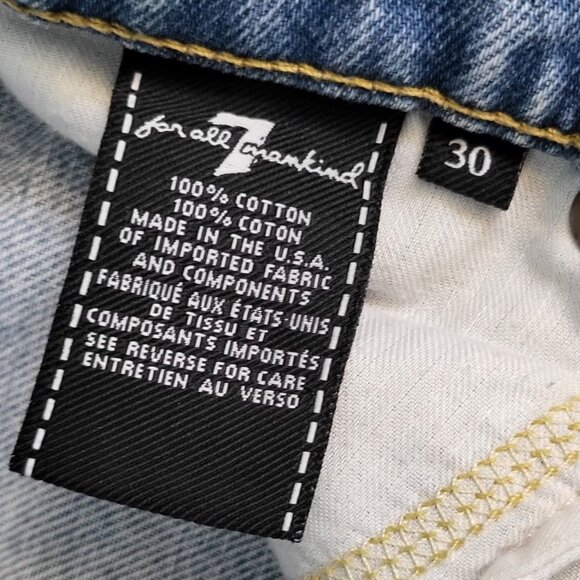 for all 7 mankind
100% COTTON
100% COTON
MADE IN THE U.S.A.
OF IMPORTED FABRIC
AND COMPONENTS
FABRIQUÉ AUX ÉTATS-UNIS
DE TISSU ET
COMPOSANTS IMPORTÉS
SEE REVERSE FOR CARE
ENTRETIEN AU VERSO
30